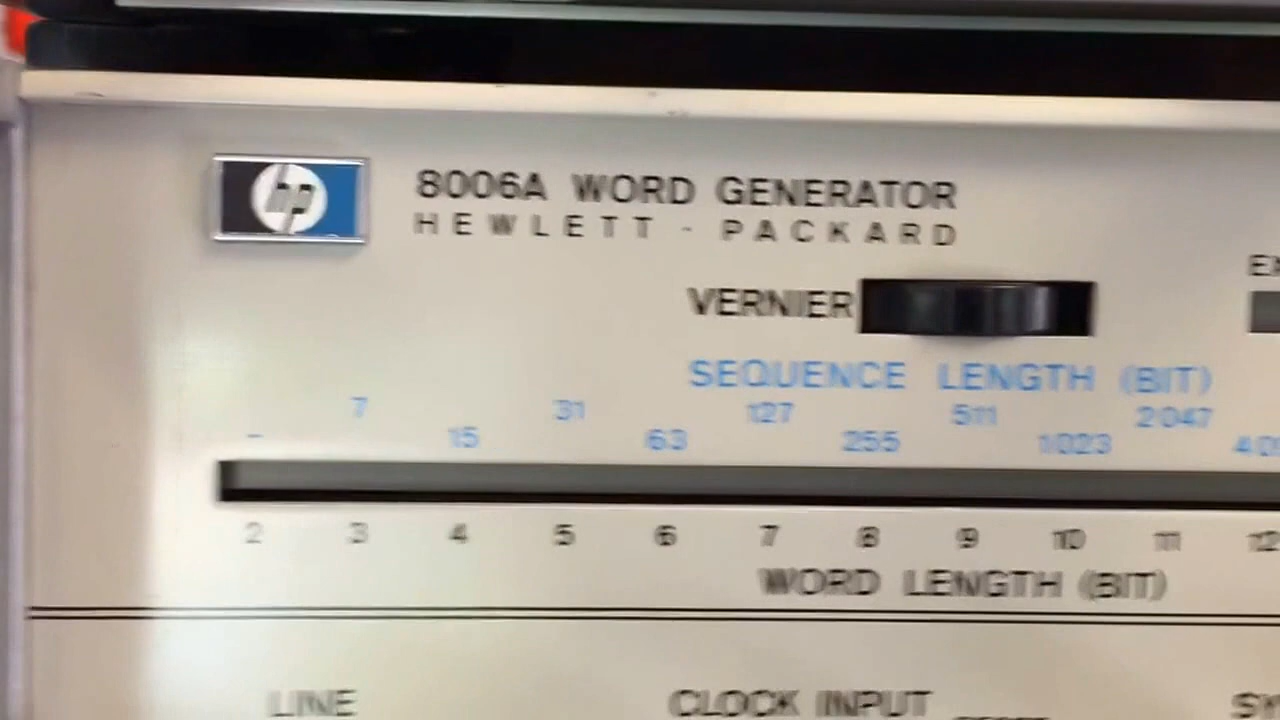 hp
8006A WORD GENERATOR
HEWLETT - PACKARD
VERNIER
SEQUENCE LENGTH (BIT)
7 31 127 511 2047
- 15 63 255 1023
2 3 4 5 6 7 8 9 10 11 12
WORD LENGTH (BIT)
LINE CLOCK INPUT